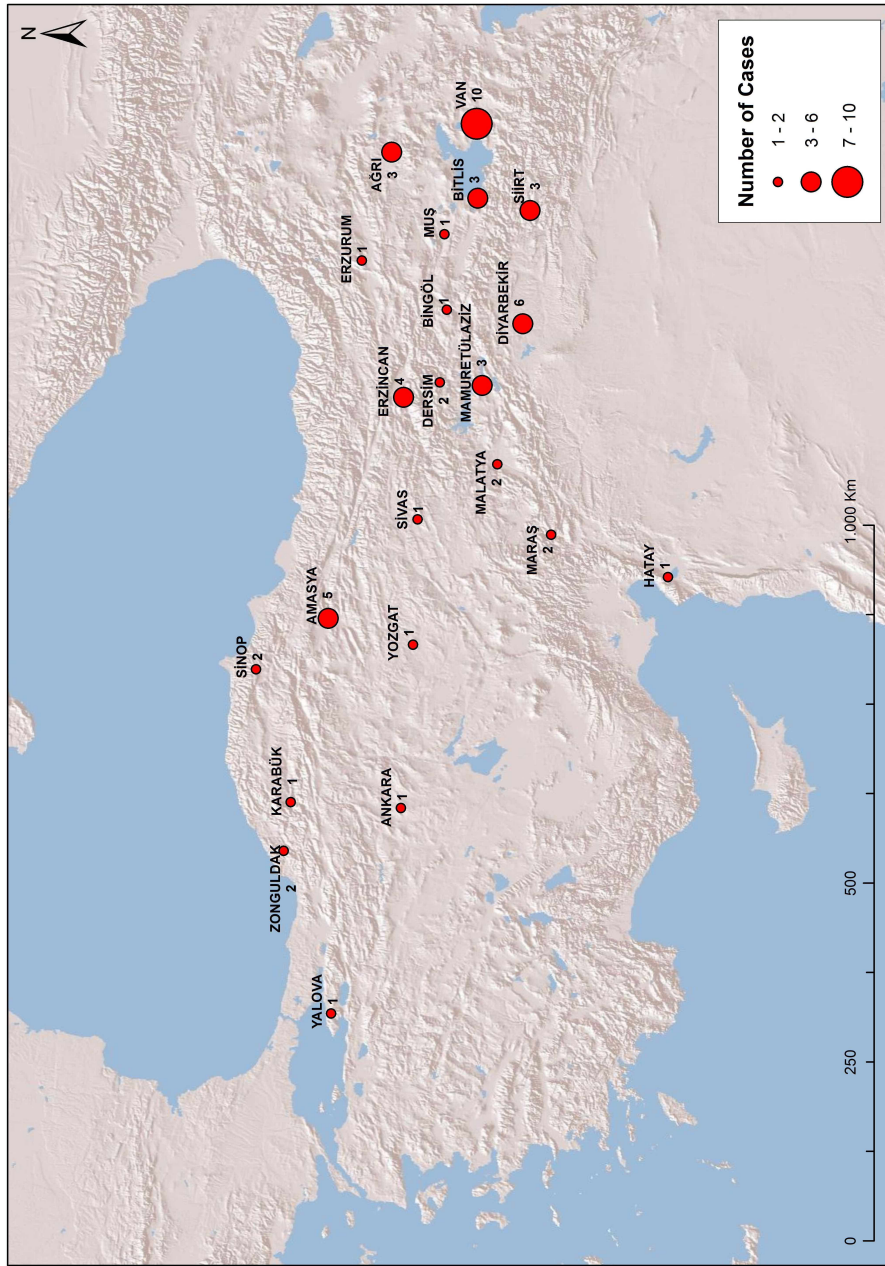 N
SİNOP
2
KARABÜK
1
ZONGULDAK
2
AMASYA
5
YALOVA
1
ERZURUM
1
AĞRI
3
ERZİNCAN
4
ANKARA
1
YOZGAT
1
SİVAS
1
DERSİM
2
BİNGÖL
1
MUŞ
1
BİTLİS
3
VAN
10
MAMURETÜLAZİZ
3
MALATYA
2
DİYARBEKİR
6
SİİRT
3
MARAŞ
2
HATAY
1
Number of Cases
1 - 2
3 - 6
7 - 10
0
250
500
1.000 Km